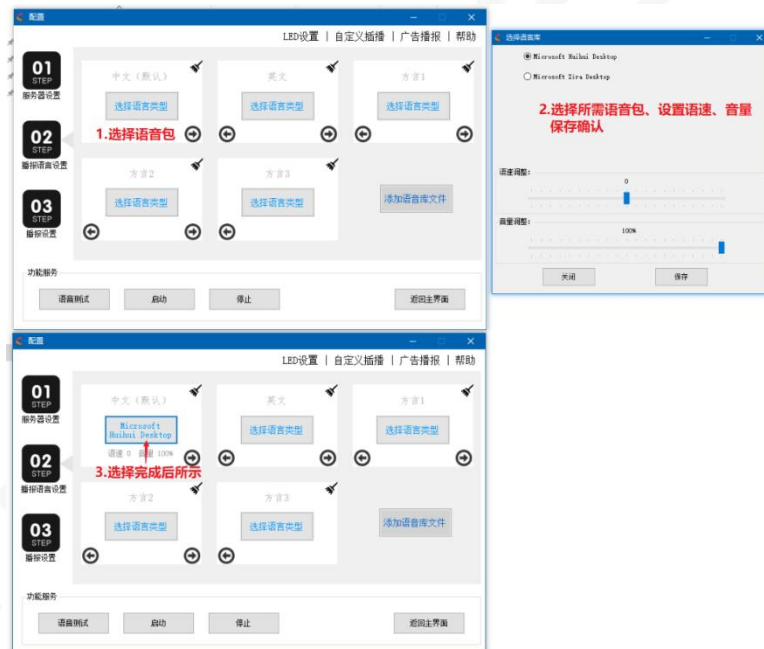 配置
LED设置 | 自定义插播 | 广告播报 | 帮助
01
STEP
服务器设置
02
STEP
播报语言设置
03
STEP
播报设置
中文(默认)
选择语言类型
1.选择语音包
英文
选择语言类型
方言1
选择语言类型
方言2
选择语言类型
方言3
选择语言类型
添加语音库文件
功能服务
语音测试
启动
停止
返回主界面
选择语音库
Microsoft Huihui Desktop
Microsoft Zira Desktop
2.选择所需语音包、设置语速、音量
保存确认
语速调整:
0
音量调整:
100%
关闭
保存
配置
LED设置 | 自定义插播 | 广告播报 | 帮助
01
STEP
服务器设置
02
STEP
播报语言设置
03
STEP
播报设置
中文(默认)
Microsoft
Huihui Desktop
语速 0 音量 100%
3.选择完成后所示
英文
选择语言类型
方言1
选择语言类型
方言2
选择语言类型
方言3
选择语言类型
添加语音库文件
功能服务
语音测试
启动
停止
返回主界面